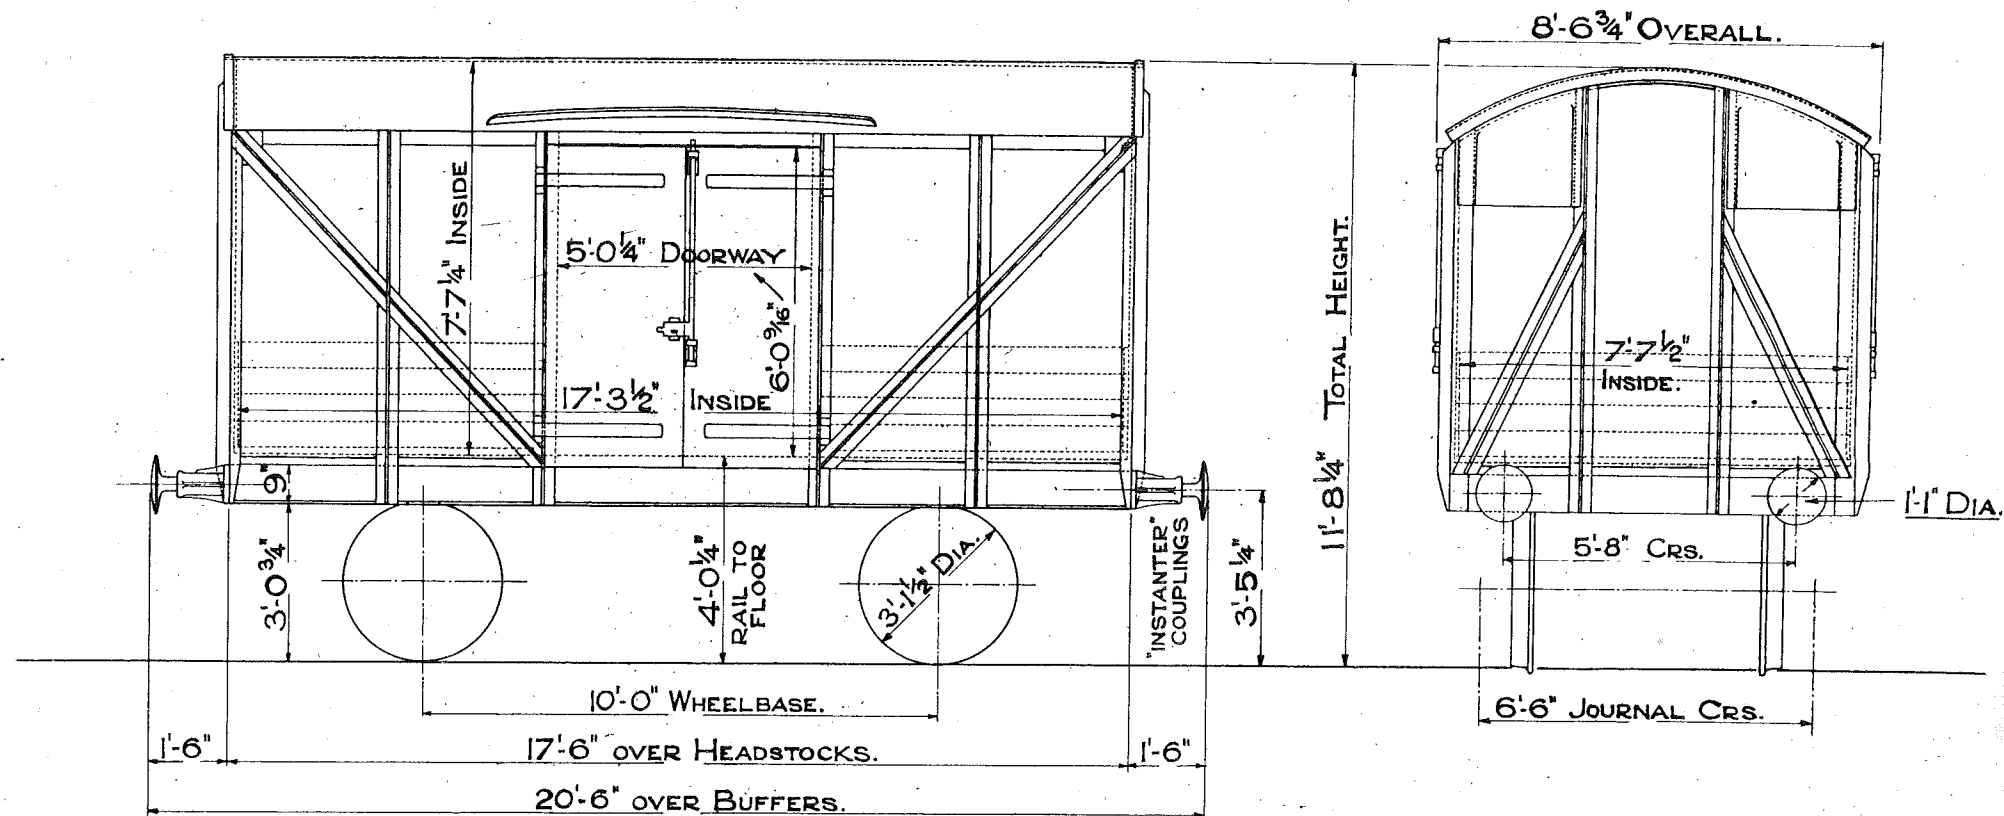 8'-6¾" OVERALL.
7'-7¼" INSIDE
5'-0¼" DOORWAY
6'-0 9/16"
17'-3½" INSIDE
11'-8¼" TOTAL HEIGHT.
7'-7½"
INSIDE.
9"
3'-0¾"
4'-0¼"
RAIL TO
FLOOR
3'-1½" DIA.
"INSTANTER"
COUPLINGS
3'-5¼"
1'-1" DIA.
5'-8" CRS.
10'-0" WHEELBASE.
6'-6" JOURNAL CRS.
1'-6"
17'-6" OVER HEADSTOCKS.
1'-6"
20'-6" OVER BUFFERS.